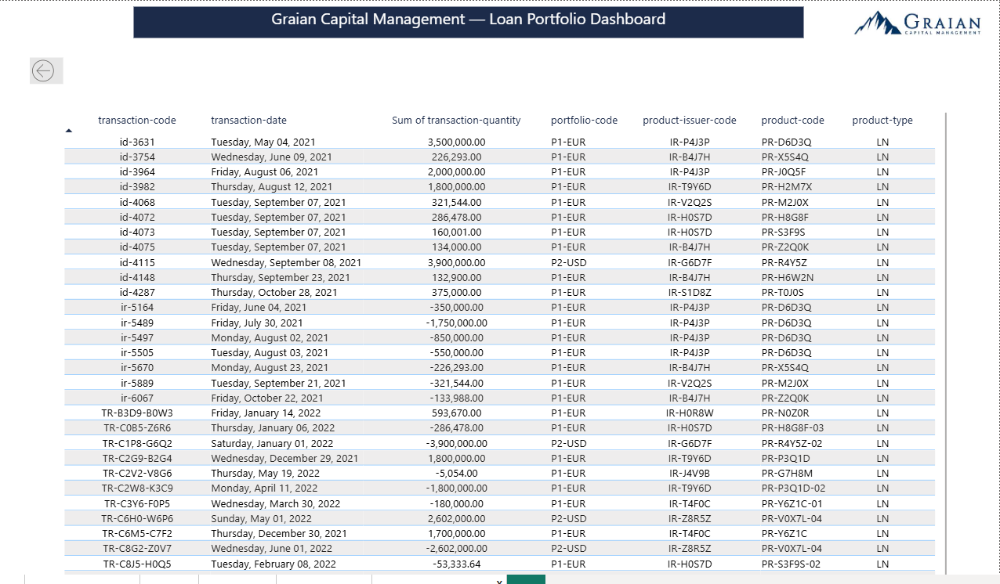 Graian Capital Management — Loan Portfolio Dashboard
GRAIAN
CAPITAL MANAGEMENT
transaction-code transaction-date Sum of transaction-quantity portfolio-code product-issuer-code product-code product-type
id-3631 Tuesday, May 04, 2021 3,500,000.00 P1-EUR IR-P4J3P PR-D6D3Q LN
id-3754 Wednesday, June 09, 2021 226,293.00 P1-EUR IR-B4J7H PR-X5S4Q LN
id-3964 Friday, August 06, 2021 2,000,000.00 P1-EUR IR-P4J3P PR-J0Q5F LN
id-3982 Thursday, August 12, 2021 1,800,000.00 P1-EUR IR-T9Y6D PR-H2M7X LN
id-4068 Tuesday, September 07, 2021 321,544.00 P1-EUR IR-V2Q2S PR-M2J0X LN
id-4072 Tuesday, September 07, 2021 286,478.00 P1-EUR IR-H0S7D PR-H8G8F LN
id-4073 Tuesday, September 07, 2021 160,001.00 P1-EUR IR-H0S7D PR-S3F9S LN
id-4075 Tuesday, September 07, 2021 134,000.00 P1-EUR IR-B4J7H PR-Z2Q0K LN
id-4115 Wednesday, September 08, 2021 3,900,000.00 P2-USD IR-G6D7F PR-R4Y5Z LN
id-4148 Thursday, September 23, 2021 132,900.00 P1-EUR IR-B4J7H PR-H6W2N LN
id-4287 Thursday, October 28, 2021 375,000.00 P1-EUR IR-S1D8Z PR-T0J0S LN
ir-5164 Friday, June 04, 2021 -350,000.00 P1-EUR IR-P4J3P PR-D6D3Q LN
ir-5489 Friday, July 30, 2021 -1,750,000.00 P1-EUR IR-P4J3P PR-D6D3Q LN
ir-5497 Monday, August 02, 2021 -850,000.00 P1-EUR IR-P4J3P PR-D6D3Q LN
ir-5505 Tuesday, August 03, 2021 -550,000.00 P1-EUR IR-P4J3P PR-D6D3Q LN
ir-5670 Monday, August 23, 2021 -226,293.00 P1-EUR IR-B4J7H PR-X5S4Q LN
ir-5889 Tuesday, September 21, 2021 -321,544.00 P1-EUR IR-V2Q2S PR-M2J0X LN
ir-6067 Friday, October 22, 2021 -133,988.00 P1-EUR IR-B4J7H PR-Z2Q0K LN
TR-B3D9-B0W3 Friday, January 14, 2022 593,670.00 P1-EUR IR-H0R8W PR-N0Z0R LN
TR-C0B5-Z6R6 Thursday, January 06, 2022 -286,478.00 P1-EUR IR-H0S7D PR-H8G8F-03 LN
TR-C1P8-G6Q2 Saturday, January 01, 2022 -3,900,000.00 P2-USD IR-G6D7F PR-R4Y5Z-02 LN
TR-C2G9-B2G4 Wednesday, December 29, 2021 1,800,000.00 P1-EUR IR-T9Y6D PR-P3Q1D LN
TR-C2V2-V8G6 Thursday, May 19, 2022 -5,054.00 P1-EUR IR-J4V9B PR-G7H8M LN
TR-C2W8-K3C9 Monday, April 11, 2022 -1,800,000.00 P1-EUR IR-T9Y6D PR-P3Q1D-02 LN
TR-C3Y6-F0P5 Wednesday, March 30, 2022 -180,000.00 P1-EUR IR-T4F0C PR-Y6Z1C-01 LN
TR-C6H0-W6P6 Sunday, May 01, 2022 2,602,000.00 P2-USD IR-Z8R5Z PR-V0X7L-04 LN
TR-C6M5-C7F2 Thursday, December 30, 2021 1,700,000.00 P1-EUR IR-T4F0C PR-Y6Z1C LN
TR-C8G2-Z0V7 Wednesday, June 01, 2022 -2,602,000.00 P2-USD IR-Z8R5Z PR-V0X7L-04 LN
TR-C8J5-H0Q5 Tuesday, February 08, 2022 -53,333.64 P1-EUR IR-H0S7D PR-S3F9S-02 LN
x